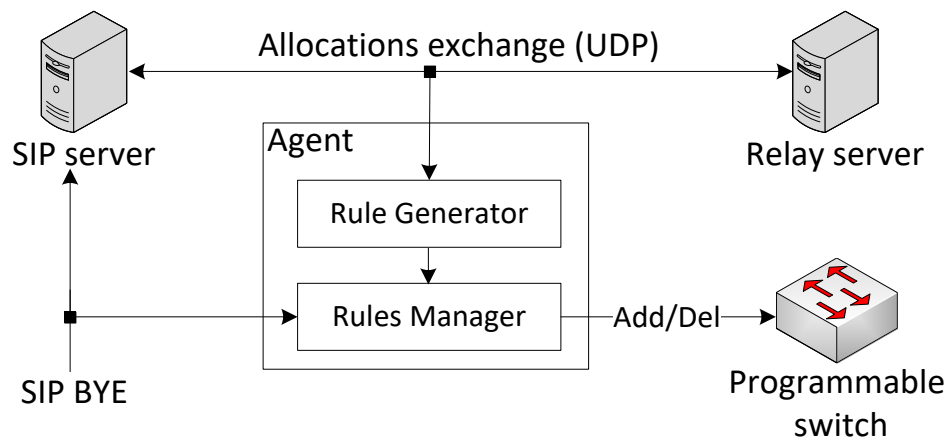 Allocations exchange (UDP)
SIP server
Relay server
Agent
Rule Generator
Rules Manager
Add/Del
SIP BYE
Programmable
switch